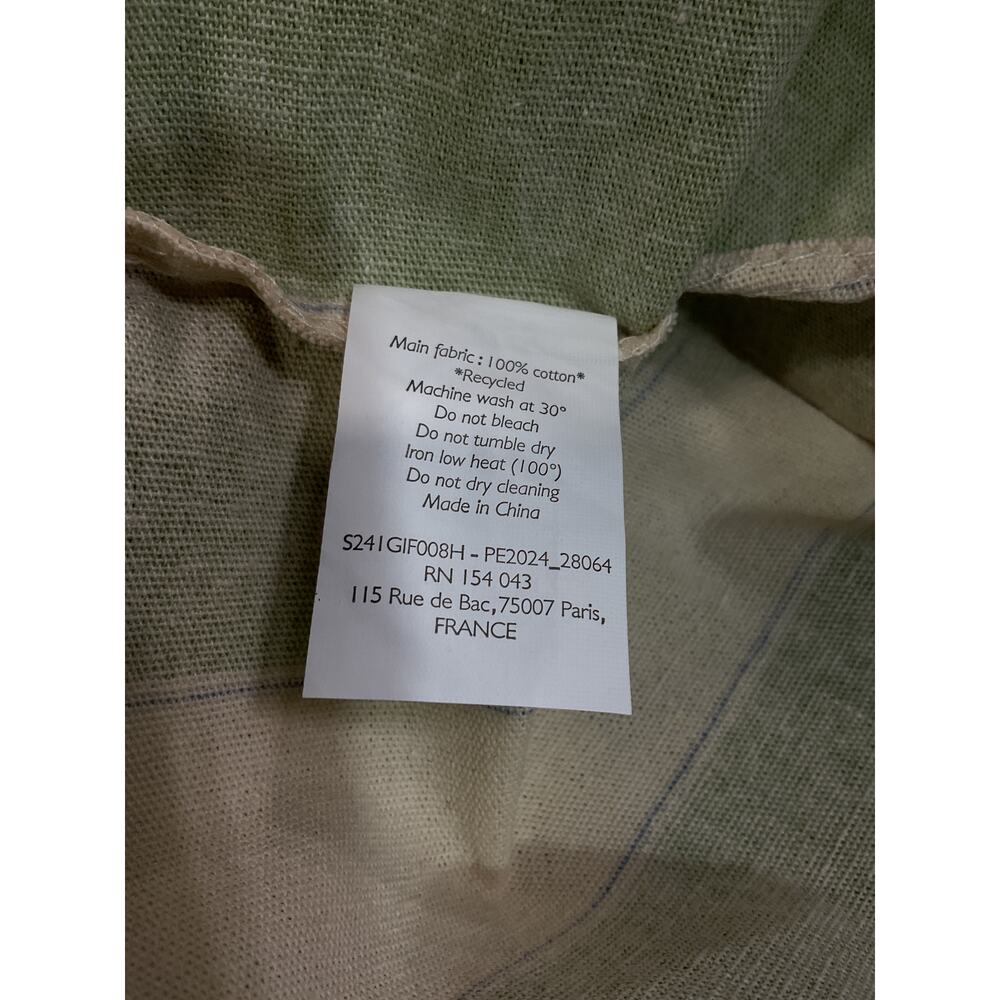 Main fabric : 100% cotton*
*Recycled
Machine wash at 30°
Do not bleach
Do not tumble dry
Iron low heat (100°)
Do not dry cleaning
Made in China
S241GIF008H - PE2024_28064
RN 154 043
115 Rue de Bac,75007 Paris,
FRANCE